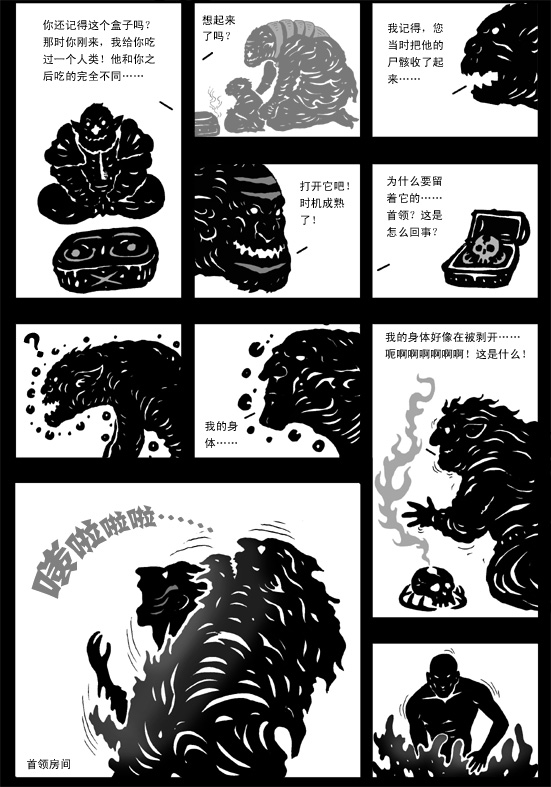 你还记得这个盒子吗?
那时你刚来,我给你吃
过一个人类!他和你之
后吃的完全不同……
想起来
了吗?
我记得,您
当时把他的
尸骸收了起
来……
打开它吧!
时机成熟
了!
为什么要留
着它的……
首领?这是
怎么回事?
?
我的身
体……
我的身体好像在被剥开……
呃啊啊啊啊啊啊!这是什么!
喽啦啦啦……
首领房间